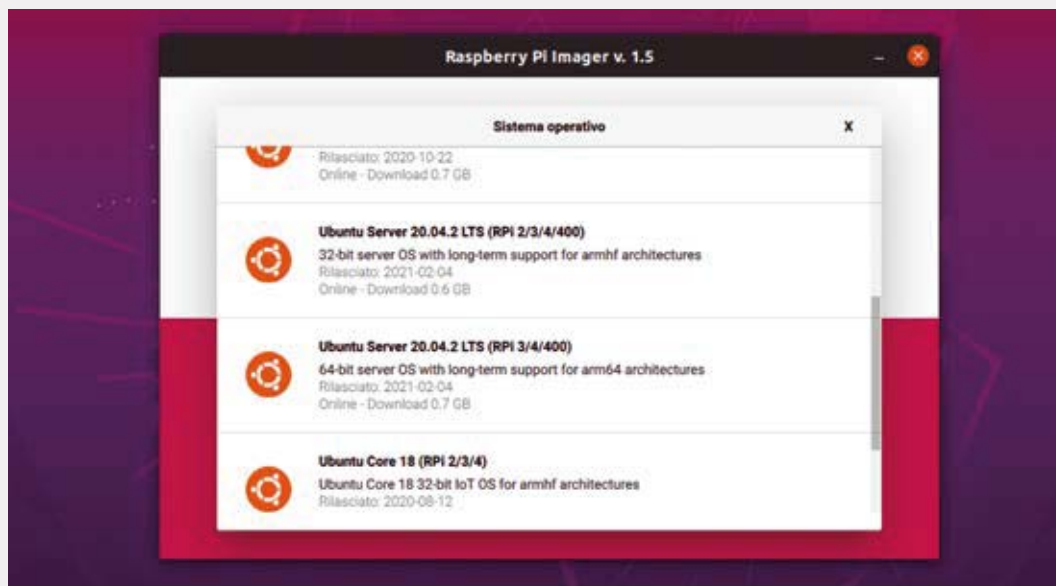 Raspberry Pi Imager v. 1.5
Sistema operativo
X
Rilasciato: 2020-10-22
Online - Download 0.7 GB
Ubuntu Server 20.04.2 LTS (RPi 2/3/4/400)
32-bit server OS with long-term support for armhf architectures
Rilasciato: 2021-02-04
Online - Download 0.6 GB
Ubuntu Server 20.04.2 LTS (RPi 3/4/400)
64-bit server OS with long-term support for arm64 architectures
Rilasciato: 2021-02-04
Online - Download 0.7 GB
Ubuntu Core 18 (RPi 2/3/4)
Ubuntu Core 18 32-bit IoT OS for armhf architectures
Rilasciato: 2020-08-12